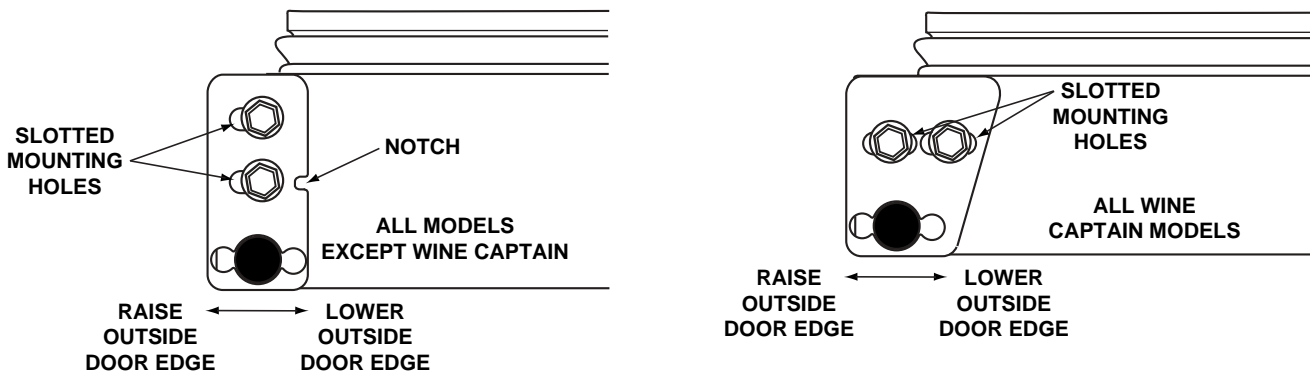 SLOTTED
MOUNTING
HOLES
NOTCH
ALL MODELS
EXCEPT WINE CAPTAIN
RAISE
OUTSIDE
DOOR EDGE
LOWER
OUTSIDE
DOOR EDGE
SLOTTED
MOUNTING
HOLES
ALL WINE
CAPTAIN MODELS
RAISE
OUTSIDE
DOOR EDGE
LOWER
OUTSIDE
DOOR EDGE